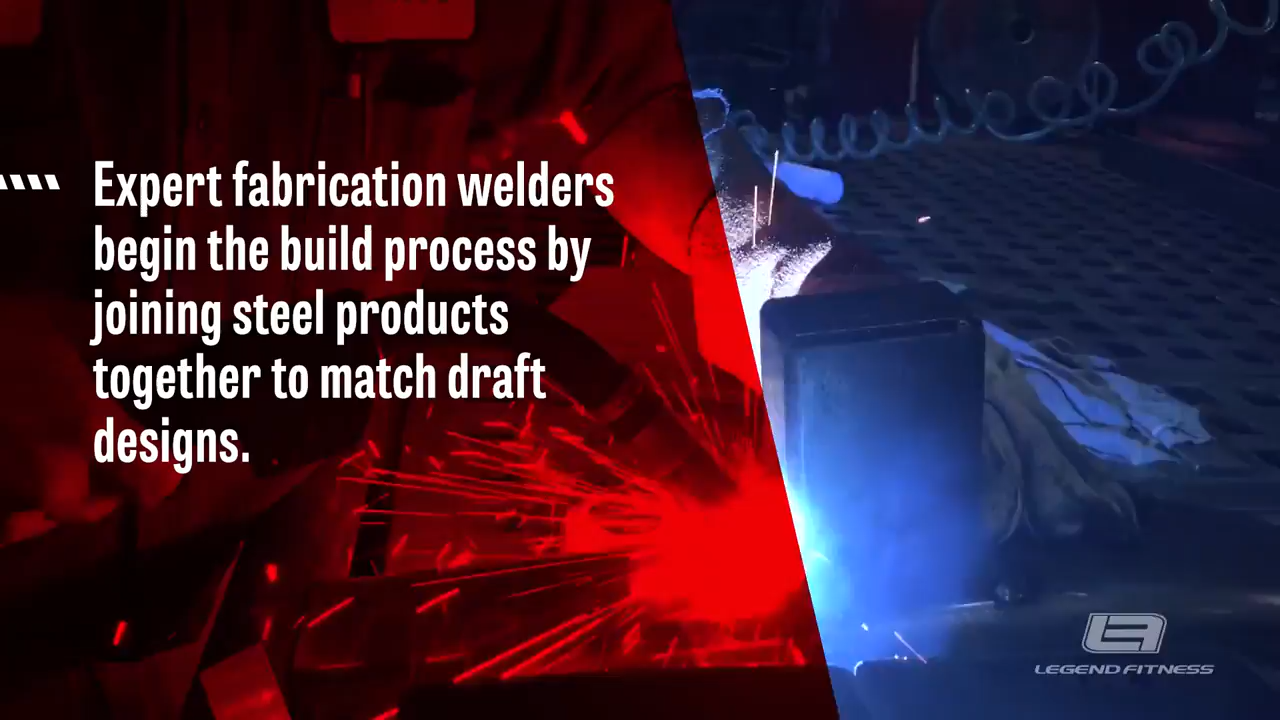 Expert fabrication welders
begin the build process by
joining steel products
together to match draft
designs.
LEGEND FITNESS